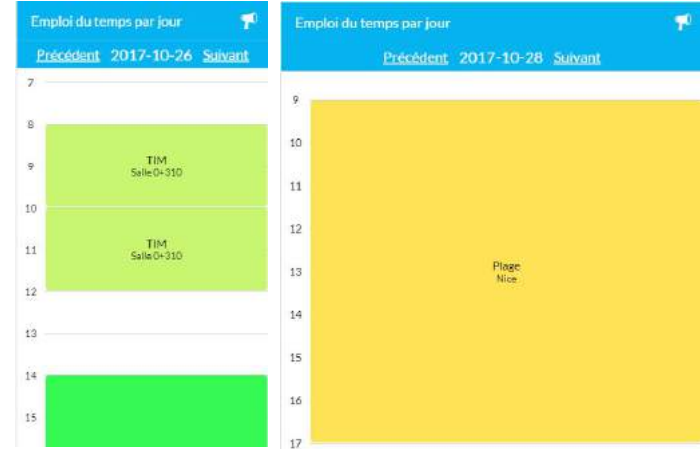 Emploi du temps par jour
Précédent 2017-10-26 Suivant
7
8
TIM
Salle 0+310
9
10
TIM
Salle 0+310
11
12
13
14
15
Emploi du temps par jour
Précédent 2017-10-28 Suivant
9
10
11
12
Plage
Nice
13
14
15
16
17